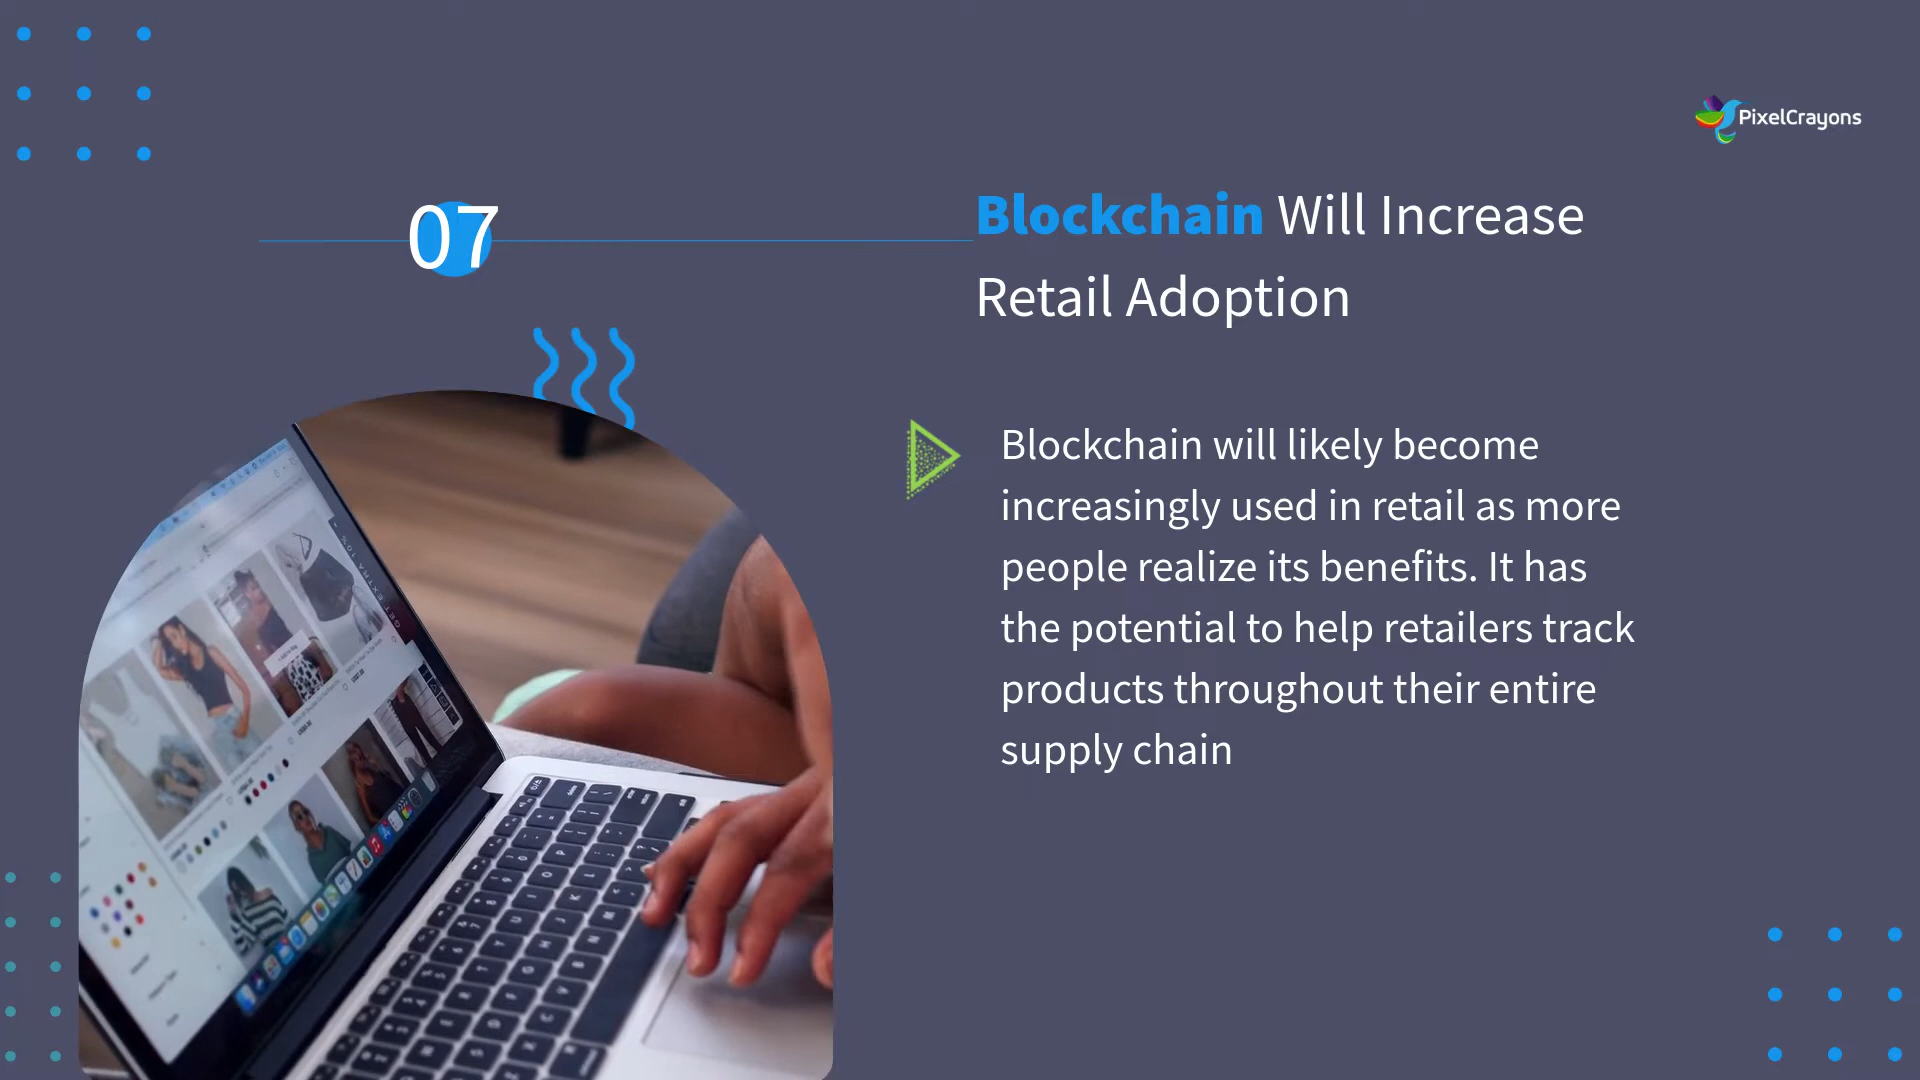 PixelCrayons
07
Blockchain Will Increase
Retail Adoption
Blockchain will likely become
increasingly used in retail as more
people realize its benefits. It has
the potential to help retailers track
products throughout their entire
supply chain